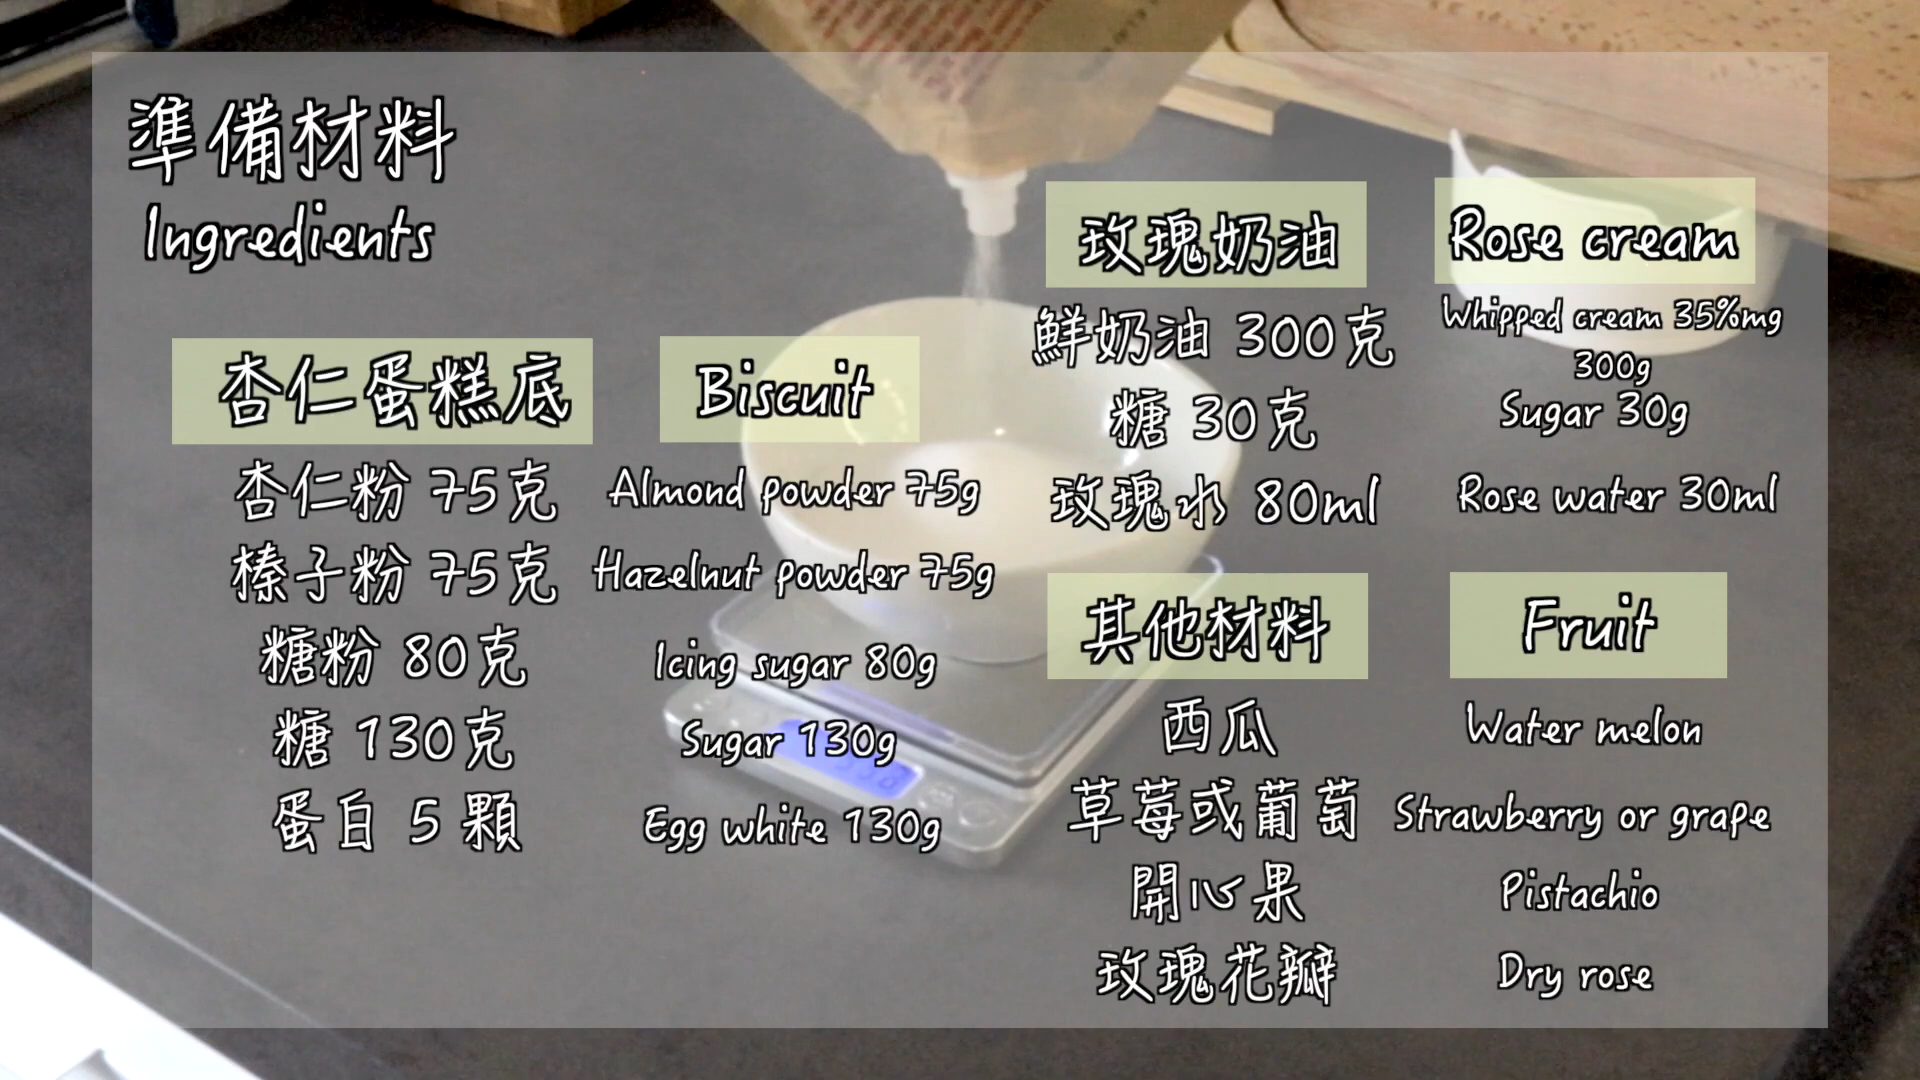 準備材料
Ingredients
杏仁蛋糕底
杏仁粉 75克
榛子粉 75克
糖粉 80克
糖 130克
蛋白 5 顆
Biscuit
Almond powder 75g
Hazelnut powder 75g
Icing sugar 80g
Sugar 130g
Egg white 130g
玫瑰奶油
鮮奶油 300克
糖 30克
玫瑰水 80ml
Rose cream
Whipped cream 35%mg
300g
Sugar 30g
Rose water 30ml
其他材料
西瓜
草莓或葡萄
開心果
玫瑰花瓣
Fruit
Water melon
Strawberry or grape
Pistachio
Dry rose